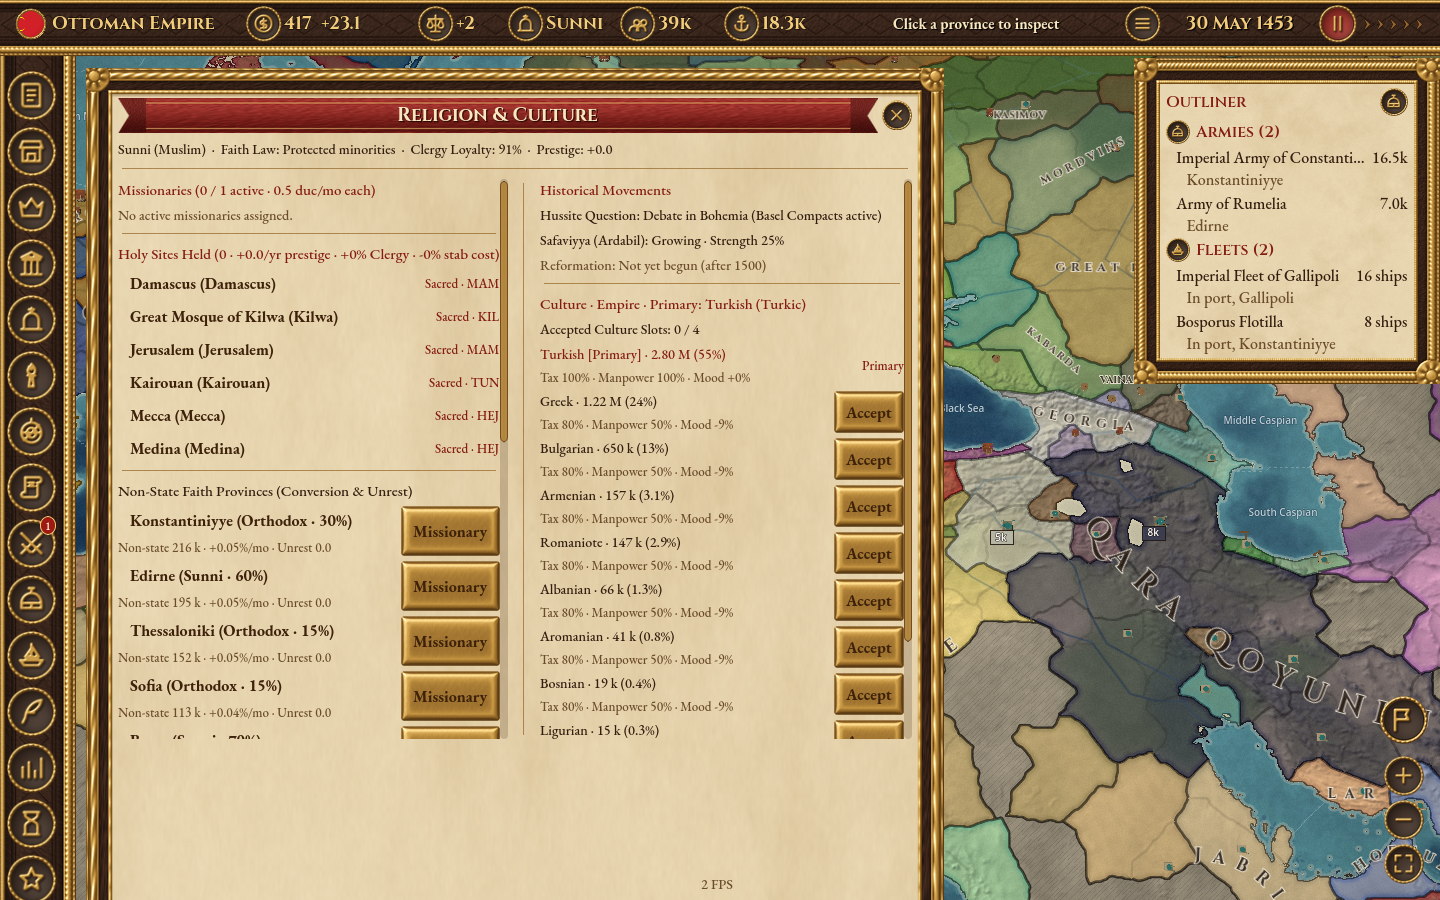 Ottoman Empire 417 +23.1 +2 Sunni 39k 18.3k Click a province to inspect 30 May 1453
Religion & Culture
Sunni (Muslim) · Faith Law: Protected minorities · Clergy Loyalty: 91% · Prestige: +0.0
Missionaries (0 / 1 active · 0.5 duc/mo each)
No active missionaries assigned.
Holy Sites Held (0 · +0.0/yr prestige · +0% Clergy · -0% stab cost)
Damascus (Damascus) Sacred · MAM
Great Mosque of Kilwa (Kilwa) Sacred · KIL
Jerusalem (Jerusalem) Sacred · MAM
Kairouan (Kairouan) Sacred · TUN
Mecca (Mecca) Sacred · HEJ
Medina (Medina) Sacred · HEJ
Non-State Faith Provinces (Conversion & Unrest)
Konstantiniyye (Orthodox · 30%)
Non-state 216 k · +0.05%/mo · Unrest 0.0
Missionary
Edirne (Sunni · 60%)
Non-state 195 k · +0.05%/mo · Unrest 0.0
Missionary
Thessaloniki (Orthodox · 15%)
Non-state 152 k · +0.05%/mo · Unrest 0.0
Missionary
Sofia (Orthodox · 15%)
Non-state 113 k · +0.04%/mo · Unrest 0.0
Missionary
Historical Movements
Hussite Question: Debate in Bohemia (Basel Compacts active)
Safaviyya (Ardabil): Growing · Strength 25%
Reformation: Not yet begun (after 1500)
Culture · Empire · Primary: Turkish (Turkic)
Accepted Culture Slots: 0 / 4
Turkish [Primary] · 2.80 M (55%)
Primary
Tax 100% · Manpower 100% · Mood +0%
Greek · 1.22 M (24%)
Accept
Tax 80% · Manpower 50% · Mood -9%
Bulgarian · 650 k (13%)
Accept
Tax 80% · Manpower 50% · Mood -9%
Armenian · 157 k (3.1%)
Accept
Tax 80% · Manpower 50% · Mood -9%
Romaniote · 147 k (2.9%)
Accept
Tax 80% · Manpower 50% · Mood -9%
Albanian · 66 k (1.3%)
Accept
Tax 80% · Manpower 50% · Mood -9%
Aromanian · 41 k (0.8%)
Accept
Tax 80% · Manpower 50% · Mood -9%
Bosnian · 19 k (0.4%)
Accept
Tax 80% · Manpower 50% · Mood -9%
Ligurian · 15 k (0.3%)
2 FPS
Outliner
Armies (2)
Imperial Army of Constanti... 16.5k
Konstantiniyye
Army of Rumelia 7.0k
Edirne
Fleets (2)
Imperial Fleet of Gallipoli 16 ships
In port, Gallipoli
Bosporus Flotilla 8 ships
In port, Konstantiniyye
1
KASIMOV
MORDVINS
GREAT
KABARDA
VAINA
GEORGIA
Black Sea
Middle Caspian
South Caspian
5k
8k
QARA QOYUN
LAR
JABRI